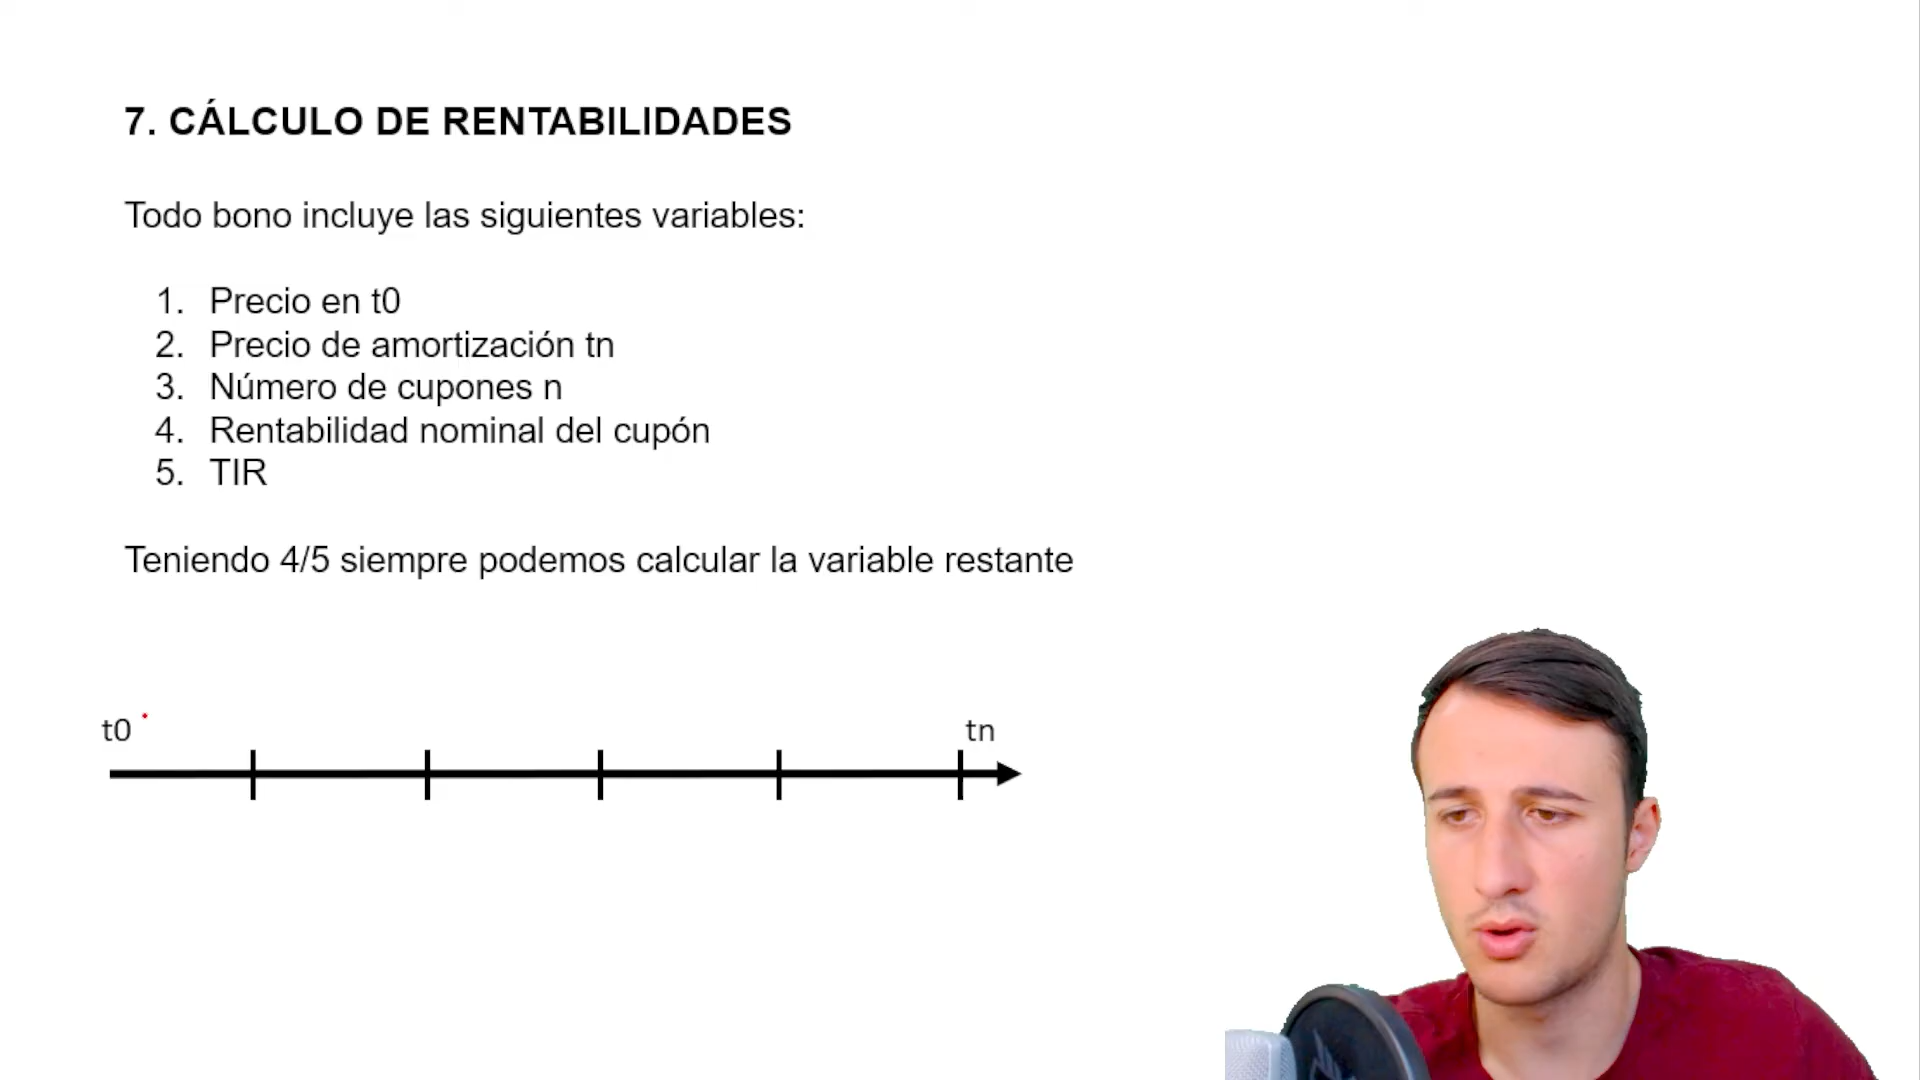 7. CÁLCULO DE RENTABILIDADES
Todo bono incluye las siguientes variables:
1. Precio en t0
2. Precio de amortización tn
3. Número de cupones n
4. Rentabilidad nominal del cupón
5. TIR
Teniendo 4/5 siempre podemos calcular la variable restante
t0
tn